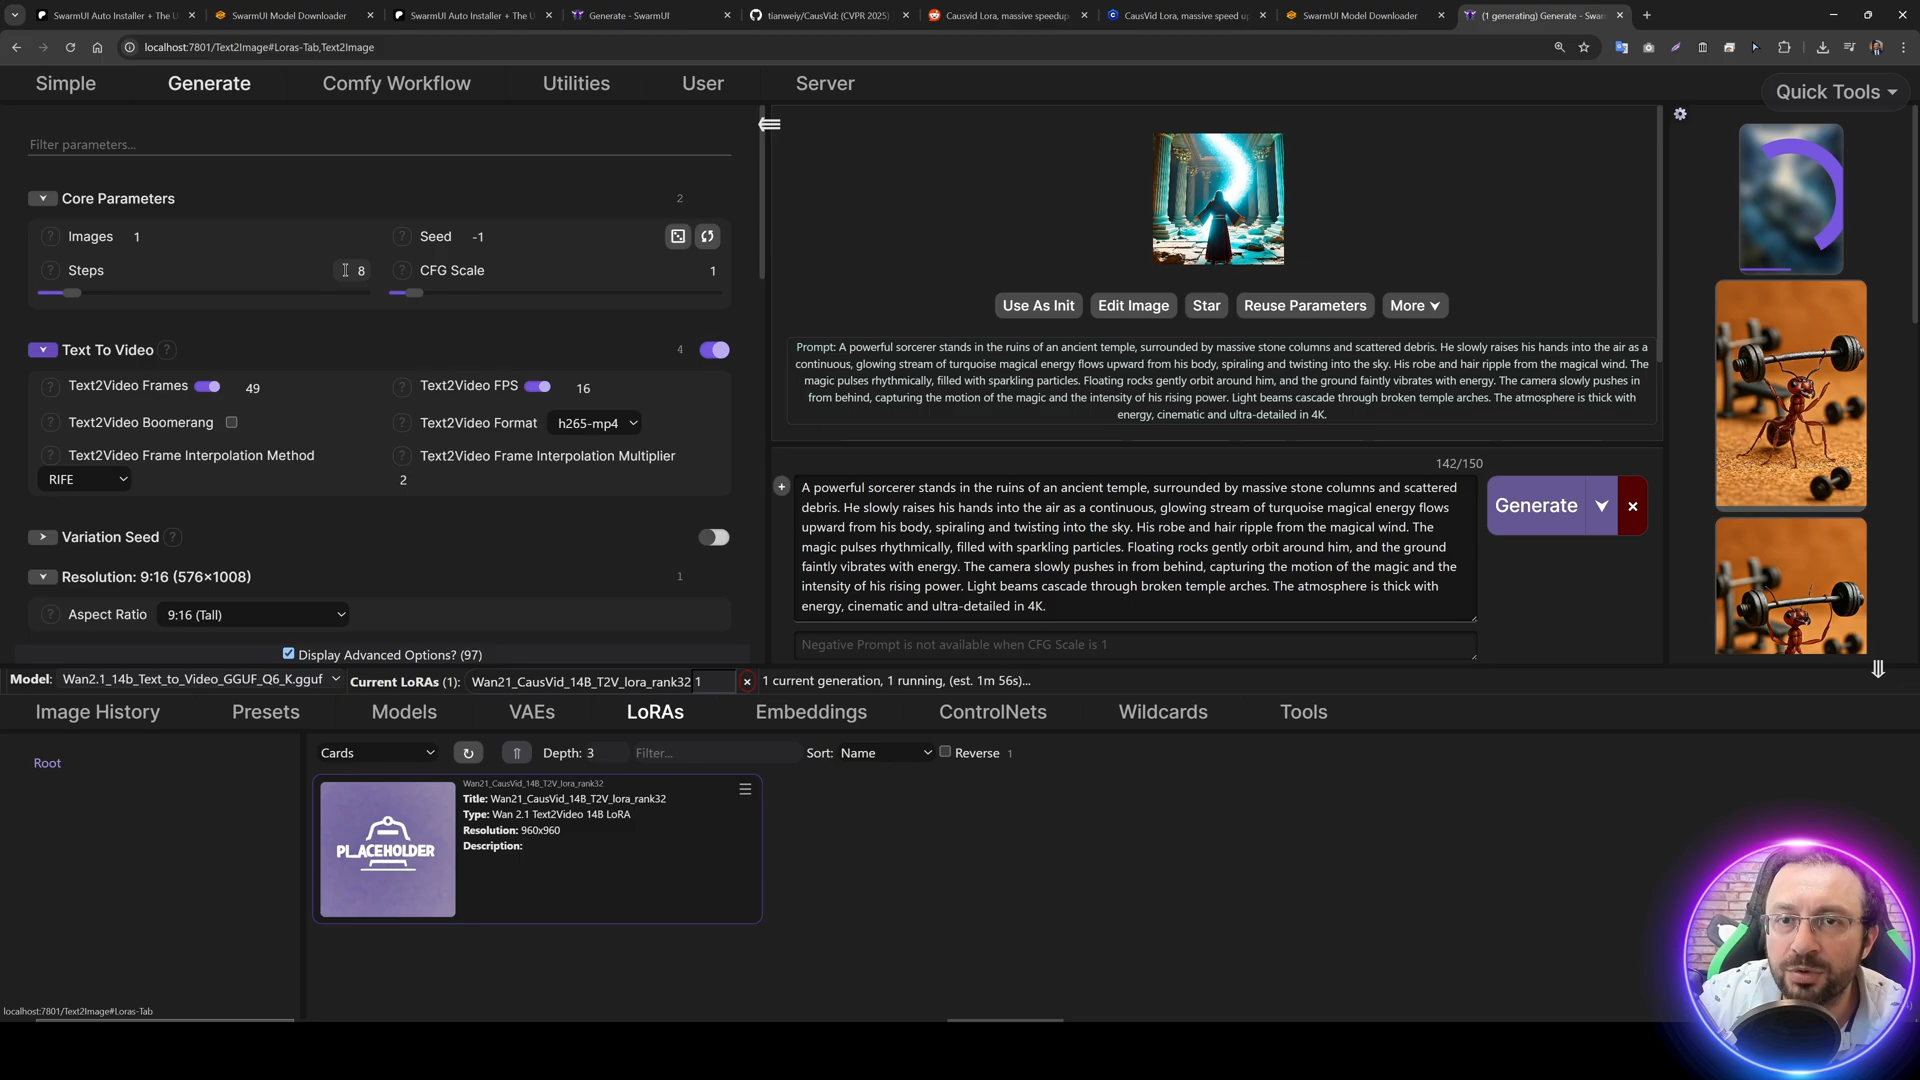 SwarmUI Auto Installer + The U
SwarmUI Model Downloader
SwarmUI Auto Installer + The U
Generate - SwarmUI
tianweiy/CausVid: (CVPR 2025)
Causvid Lora, massive speedup
CausVid Lora, massive speed up
SwarmUI Model Downloader
(1 generating) Generate - Swar
localhost:7801/Text2Image#Loras-Tab,Text2Image
Simple
Generate
Comfy Workflow
Utilities
User
Server
Quick Tools
Filter parameters...
Core Parameters
2
? Images 1
? Seed -1
? Steps 8
? CFG Scale 1
Text To Video ?
4
? Text2Video Frames 49
? Text2Video FPS 16
? Text2Video Boomerang
? Text2Video Format h265-mp4
? Text2Video Frame Interpolation Method
RIFE
? Text2Video Frame Interpolation Multiplier
2
Variation Seed ?
Resolution: 9:16 (576×1008)
1
? Aspect Ratio 9:16 (Tall)
Display Advanced Options? (97)
Use As Init
Edit Image
Star
Reuse Parameters
More
Prompt: A powerful sorcerer stands in the ruins of an ancient temple, surrounded by massive stone columns and scattered debris. He slowly raises his hands into the air as a
continuous, glowing stream of turquoise magical energy flows upward from his body, spiraling and twisting into the sky. His robe and hair ripple from the magical wind. The
magic pulses rhythmically, filled with sparkling particles. Floating rocks gently orbit around him, and the ground faintly vibrates with energy. The camera slowly pushes in
from behind, capturing the motion of the magic and the intensity of his rising power. Light beams cascade through broken temple arches. The atmosphere is thick with
energy, cinematic and ultra-detailed in 4K.
142/150
A powerful sorcerer stands in the ruins of an ancient temple, surrounded by massive stone columns and scattered
debris. He slowly raises his hands into the air as a continuous, glowing stream of turquoise magical energy flows
upward from his body, spiraling and twisting into the sky. His robe and hair ripple from the magical wind. The
magic pulses rhythmically, filled with sparkling particles. Floating rocks gently orbit around him, and the ground
faintly vibrates with energy. The camera slowly pushes in from behind, capturing the motion of the magic and the
intensity of his rising power. Light beams cascade through broken temple arches. The atmosphere is thick with
energy, cinematic and ultra-detailed in 4K.
Generate
Negative Prompt is not available when CFG Scale is 1
Model: Wan2.1_14b_Text_to_Video_GGUF_Q6_K.gguf
Current LoRAs (1): Wan21_CausVid_14B_T2V_lora_rank32 1
1 current generation, 1 running, (est. 1m 56s)...
Image History
Presets
Models
VAEs
LoRAs
Embeddings
ControlNets
Wildcards
Tools
Root
Cards
Depth: 3
Filter...
Sort: Name
Reverse 1
PLACEHOLDER
Wan21_CausVid_14B_T2V_lora_rank32
Title: Wan21_CausVid_14B_T2V_lora_rank32
Type: Wan 2.1 Text2Video 14B LoRA
Resolution: 960x960
Description:
localhost:7801/Text2Image#Loras-Tab